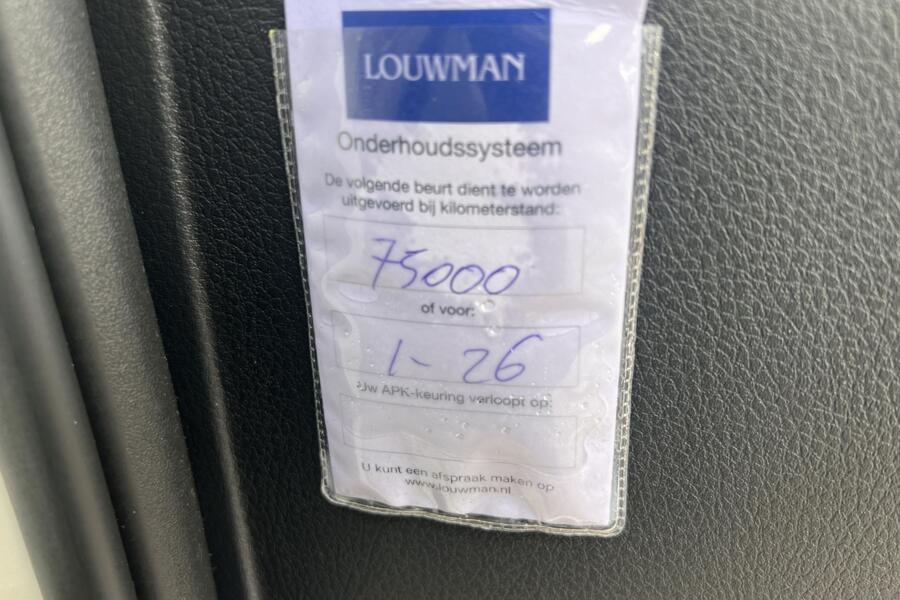 LOUWMAN
Onderhoudssysteem
De volgende beurt dient te worden
uitgevoerd bij kilometerstand:
75000
of voor:
1-26
Uw APK-keuring verloopt op:
U kunt een afspraak maken op
www.louwman.nl